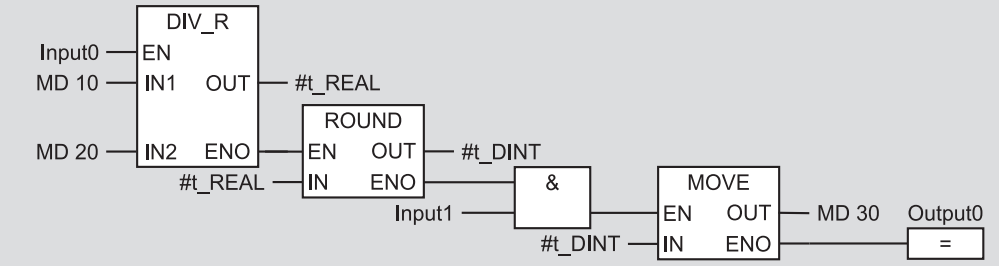 DIV_R
Input0 EN
MD 10 IN1 OUT #t_REAL
ROUND
MD 20 IN2 ENO EN OUT #t_DINT
#t_REAL IN ENO & MOVE
Input1 EN OUT MD 30 Output0
#t_DINT IN ENO =